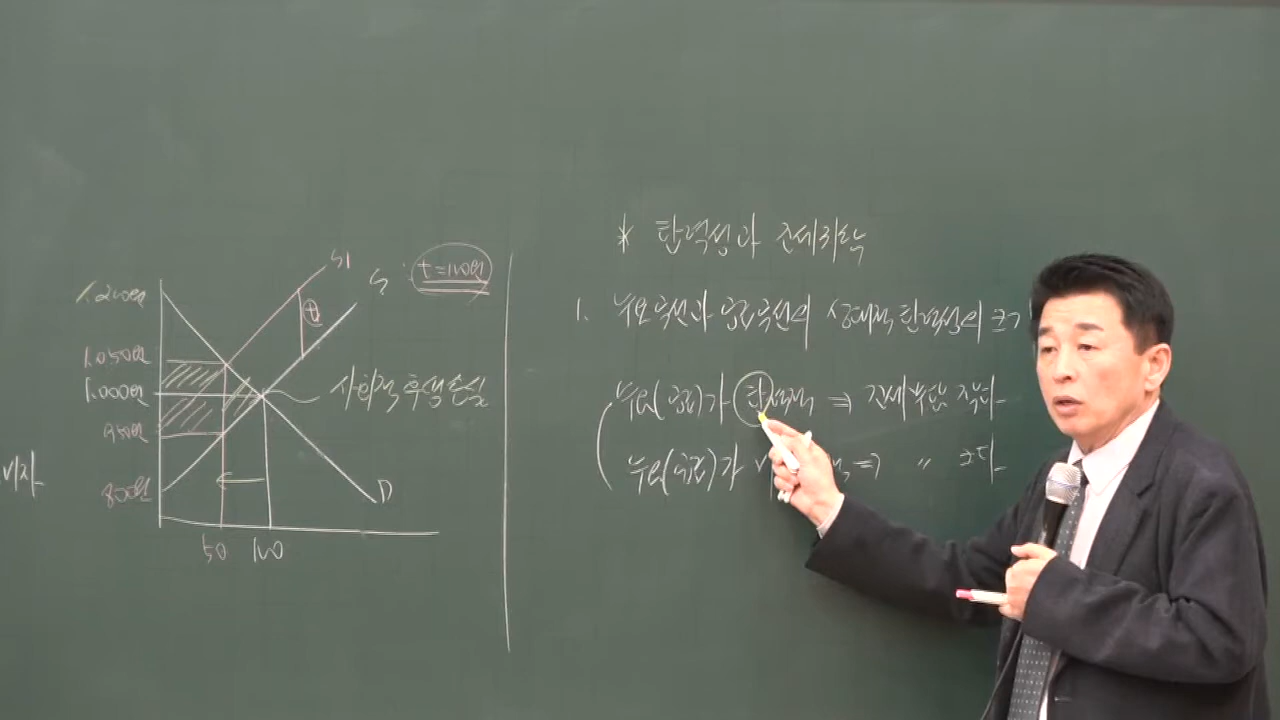 S1
S
t=100원
1,200원
1,050원
1,000원
950원
800원
사회적 후생손실
D
50 100
비자
* 탄력성과 조세귀착
1. 수요곡선과 공급곡선의 상대적 탄력성의 크기
수요(공급)가 탄력적 ⇒ 조세부담 작다
수요(공급)가 ⇒ 〃 크다